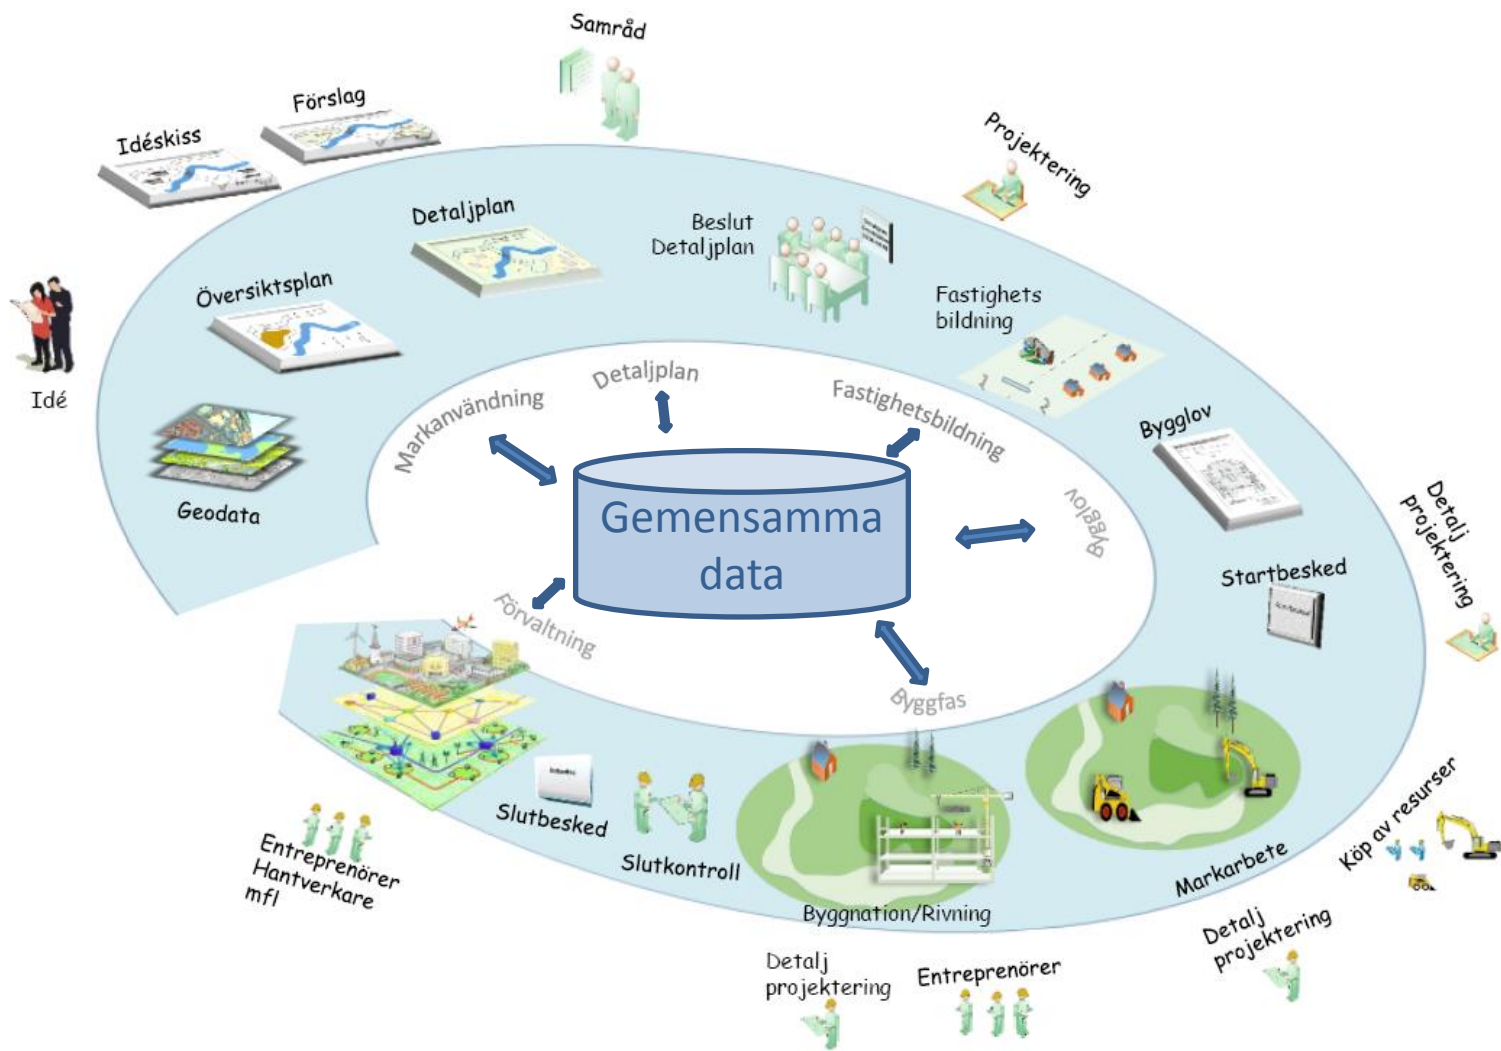 Samråd
Förslag
Idéskiss
Projektering
Detaljplan
Beslut
Detaljplan
Översiktsplan
Fastighets
bildning
Idé
Detaljplan
Markanvändning
Fastighetsbildning
Bygglov
Geodata
Gemensamma
data
Bygglov
Detalj
projektering
Startbesked
Förvaltning
Byggfas
Slutbesked
Slutkontroll
Byggnation/Rivning
Markarbete
Köp av resurser
Entreprenörer
Hantverkare
mfl
Detalj
projektering
Entreprenörer
Detalj
projektering